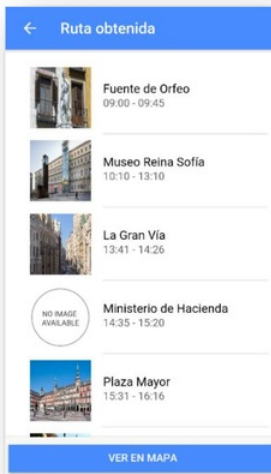 Ruta obtenida
Fuente de Orfeo
09:00 - 09:45
Museo Reina Sofía
10:10 - 13:10
La Gran Vía
13:41 - 14:26
NO IMAGE
AVAILABLE
Ministerio de Hacienda
14:35 - 15:20
Plaza Mayor
15:31 - 16:16
VER EN MAPA